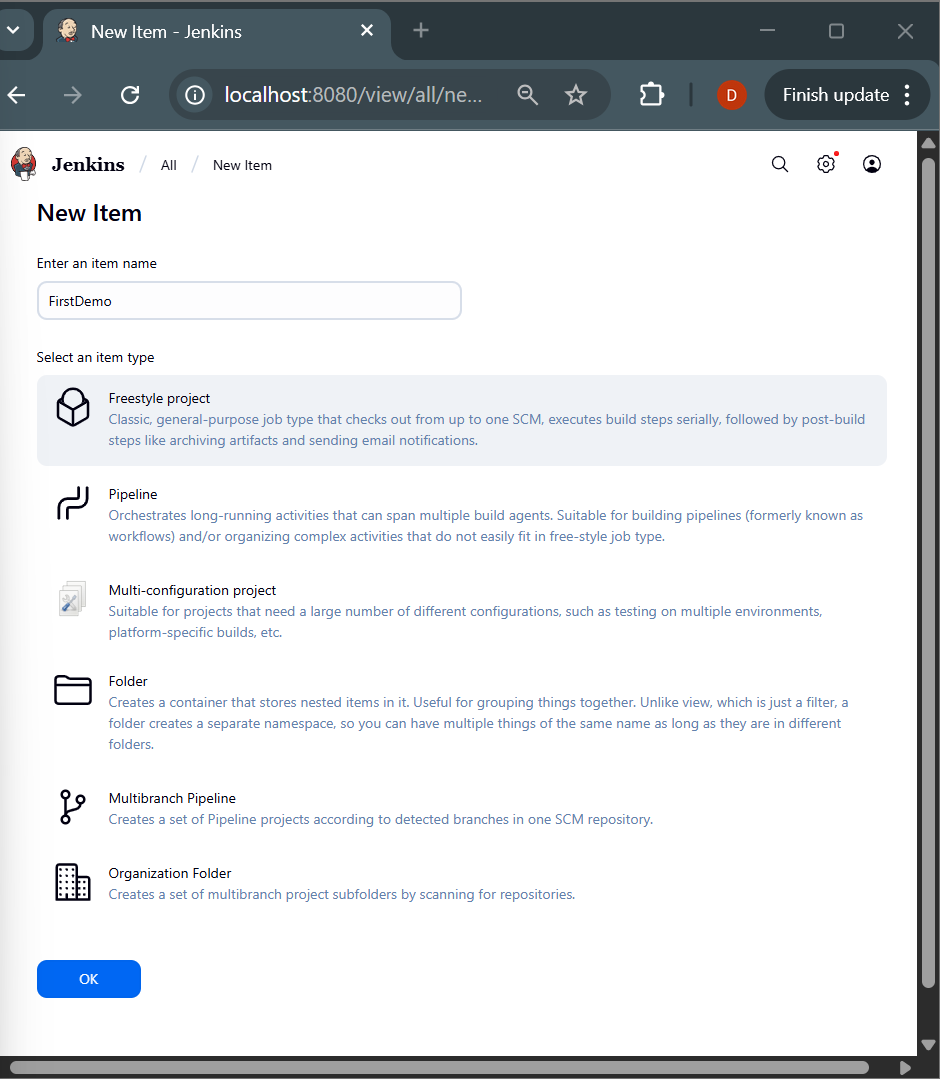 New Item - Jenkins
localhost:8080/view/all/ne...
D
Finish update
Jenkins / All / New Item
New Item
Enter an item name
FirstDemo
Select an item type
Freestyle project
Classic, general-purpose job type that checks out from up to one SCM, executes build steps serially, followed by post-build
steps like archiving artifacts and sending email notifications.
Pipeline
Orchestrates long-running activities that can span multiple build agents. Suitable for building pipelines (formerly known as
workflows) and/or organizing complex activities that do not easily fit in free-style job type.
Multi-configuration project
Suitable for projects that need a large number of different configurations, such as testing on multiple environments,
platform-specific builds, etc.
Folder
Creates a container that stores nested items in it. Useful for grouping things together. Unlike view, which is just a filter, a
folder creates a separate namespace, so you can have multiple things of the same name as long as they are in different
folders.
Multibranch Pipeline
Creates a set of Pipeline projects according to detected branches in one SCM repository.
Organization Folder
Creates a set of multibranch project subfolders by scanning for repositories.
OK